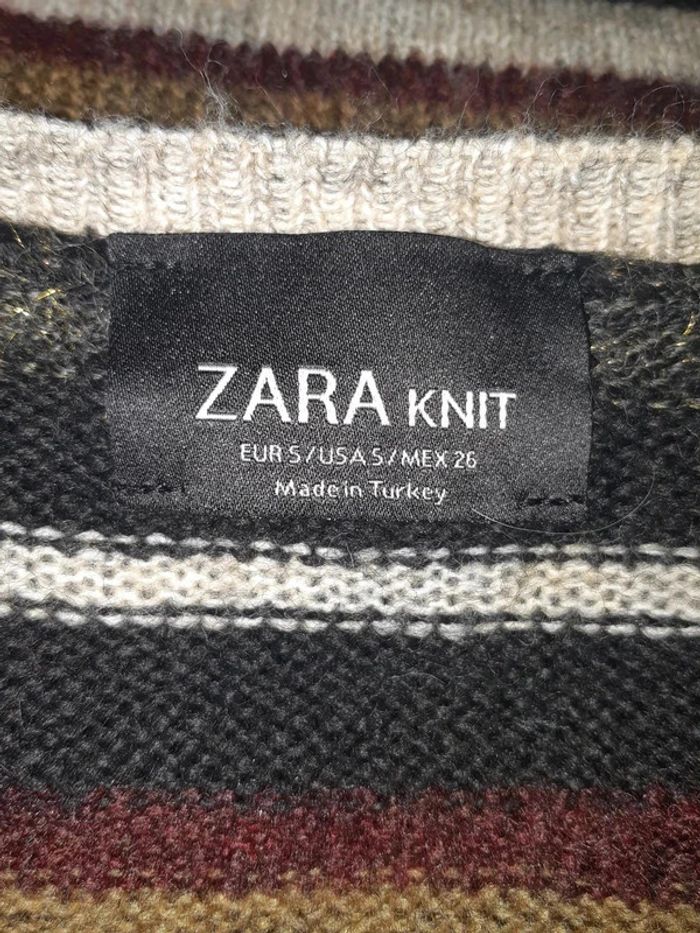 ZARA KNIT
EUR S / USA S / MEX 26
Made in Turkey